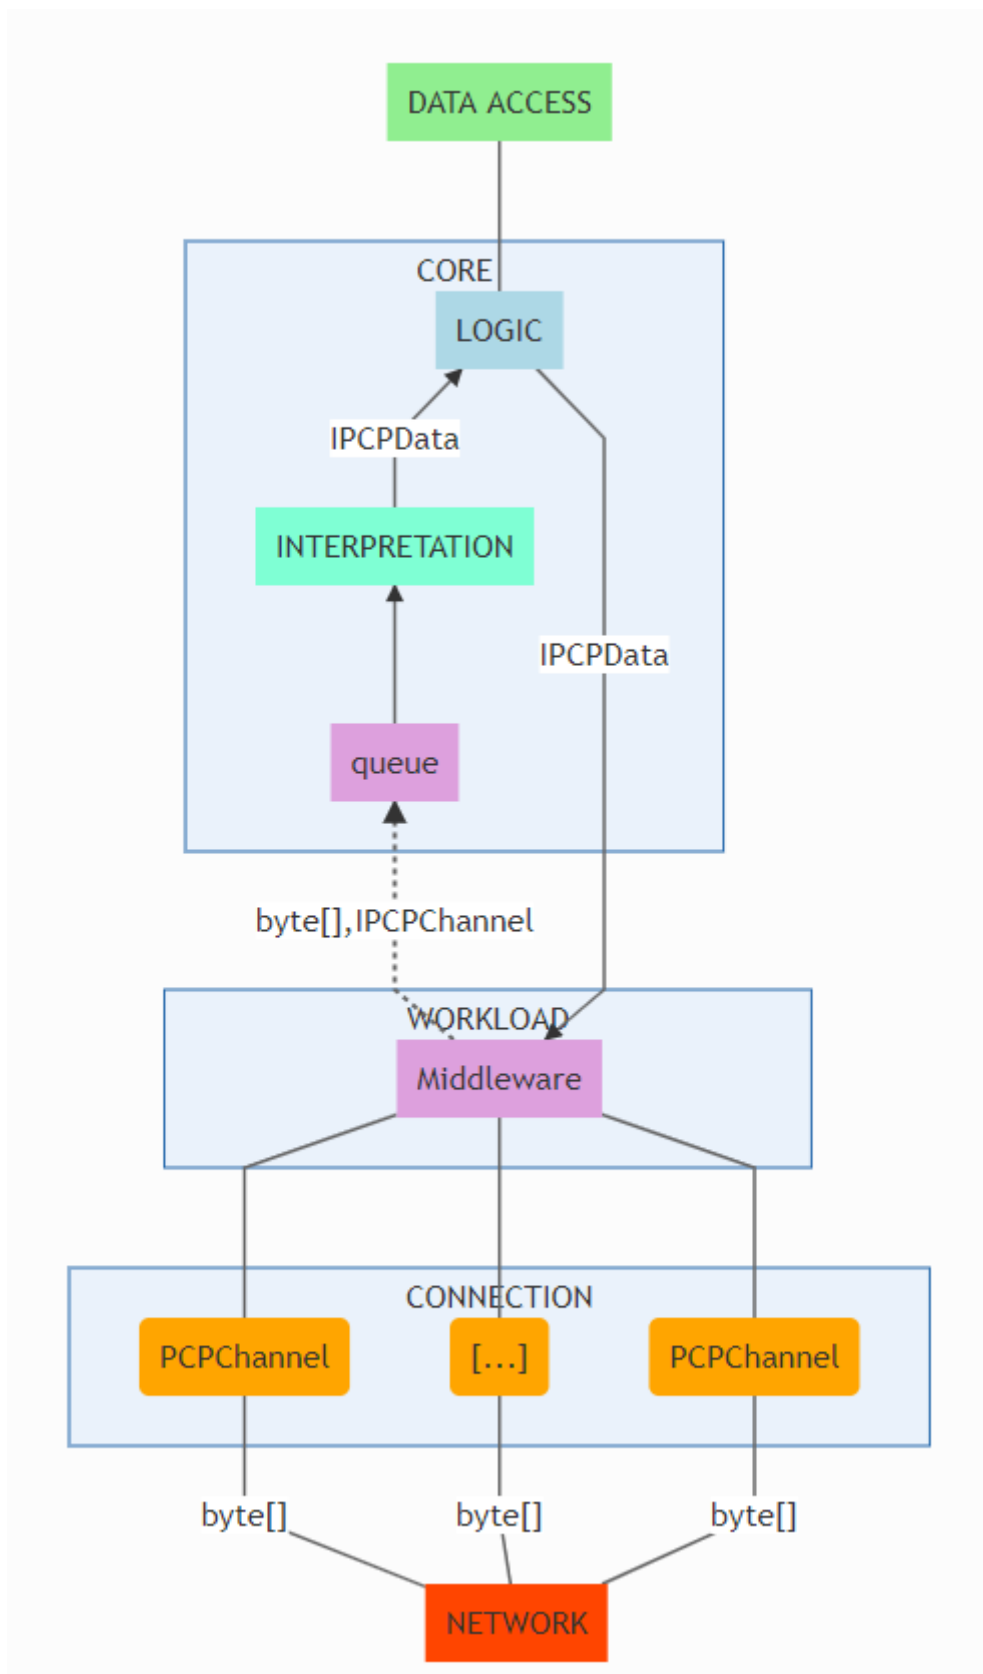 DATA ACCESS
CORE
LOGIC
IPCPData
INTERPRETATION
IPCPData
queue
byte[],IPCPChannel
WORKLOAD
Middleware
CONNECTION
PCPChannel
[...]
PCPChannel
byte[]
byte[]
byte[]
NETWORK